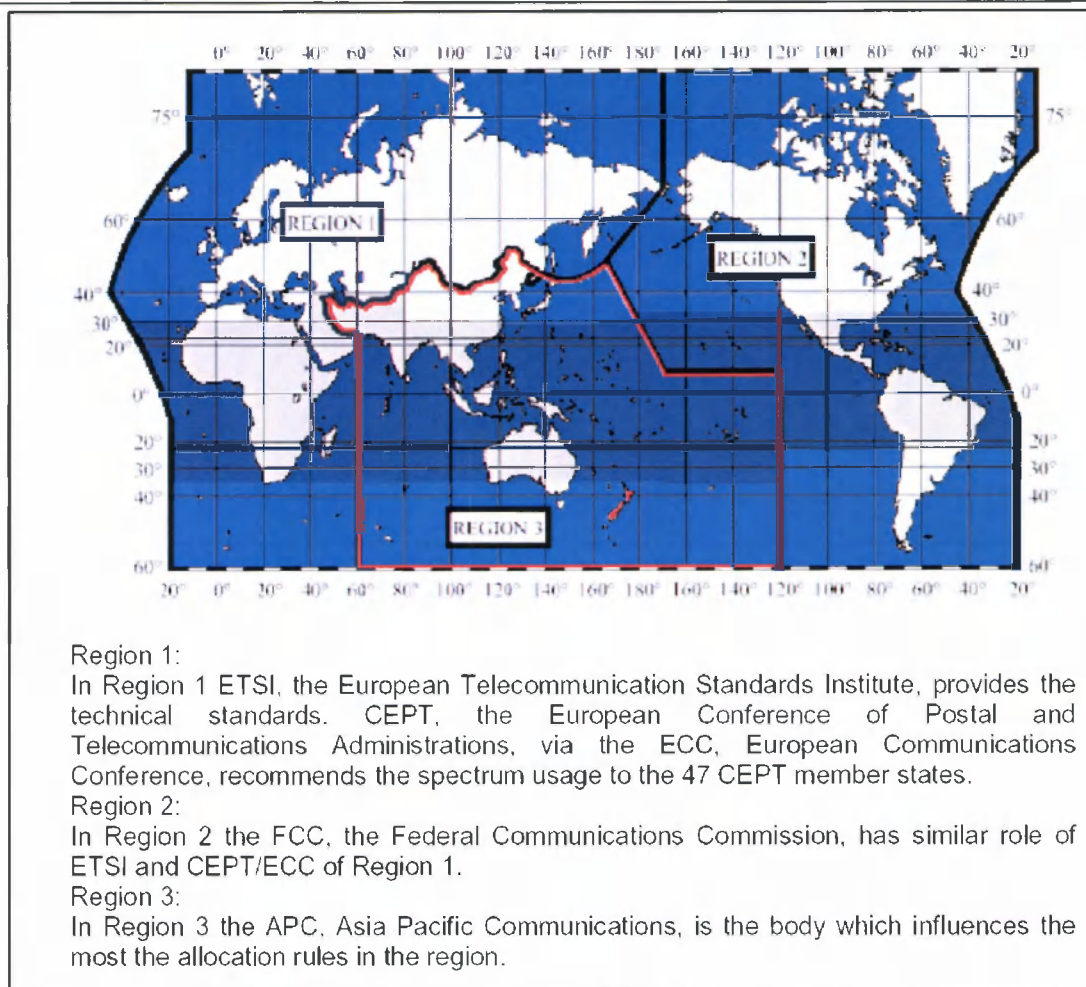 0° 20° 40° 60° 80° 100° 120° 140° 160° 180° 160° 140° 120° 100° 80° 60° 40° 20°
75° 75°
REGION 1
60° 60°
REGION 2
40° 40°
30° 30°
20° 20°
0° 0°
20° 20°
30° 30°
40° 40°
REGION 3
60° 60°
20° 0° 20° 40° 60° 80° 100° 120° 140° 160° 180° 160° 140° 120° 100° 80° 60° 40° 20°
Region 1:
In Region 1 ETSI, the European Telecommunication Standards Institute, provides the
technical standards. CEPT, the European Conference of Postal and
Telecommunications Administrations, via the ECC, European Communications
Conference, recommends the spectrum usage to the 47 CEPT member states.
Region 2:
In Region 2 the FCC, the Federal Communications Commission, has similar role of
ETSI and CEPT/ECC of Region 1.
Region 3:
In Region 3 the APC, Asia Pacific Communications, is the body which influences the
most the allocation rules in the region.